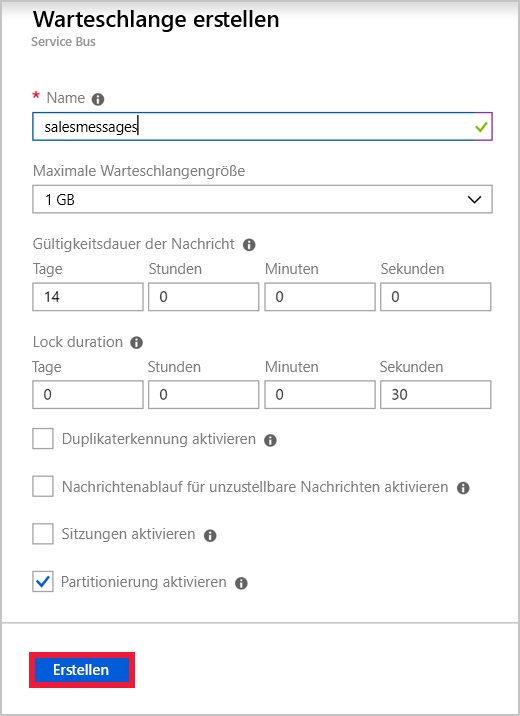 Warteschlange erstellen
Service Bus
* Name
salesmessages
Maximale Warteschlangengröße
1 GB
Gültigkeitsdauer der Nachricht
Tage Stunden Minuten Sekunden
14 0 0 0
Lock duration
Tage Stunden Minuten Sekunden
0 0 0 30
Duplikaterkennung aktivieren
Nachrichtenablauf für unzustellbare Nachrichten aktivieren
Sitzungen aktivieren
Partitionierung aktivieren
Erstellen